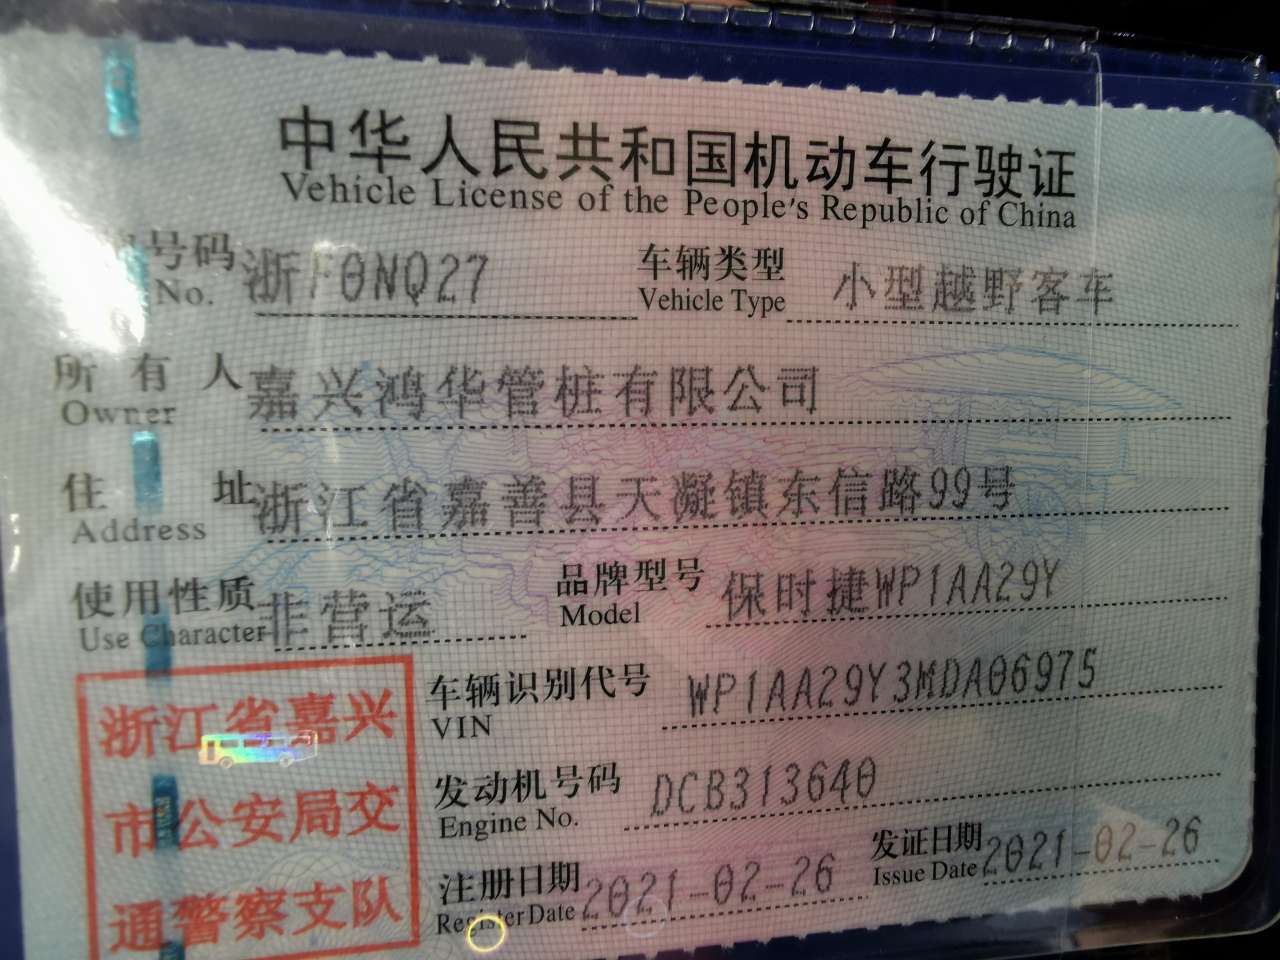 中华人民共和国机动车行驶证
Vehicle License of the People's Republic of China
号码 浙F0NQ27 车辆类型 小型越野客车
No. Vehicle Type
所有人 嘉兴鸿华管桩有限公司
Owner
住址 浙江省嘉善县天凝镇东信路99号
Address
使用性质 非营运 品牌型号 保时捷WP1AA29Y
Use Character Model
车辆识别代号 WP1AA29Y3MDA06975
VIN
发动机号码 DCB313640
Engine No.
注册日期 2021-02-26 发证日期 2021-02-26
Register Date Issue Date
浙江省嘉兴
市公安局交
通警察支队